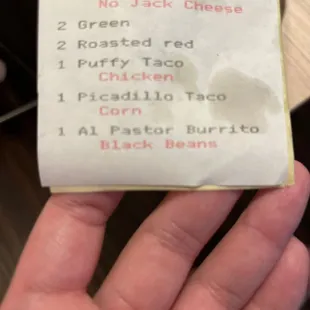 No Jack Cheese
2 Green
2 Roasted red
1 Puffy Taco
Chicken
1 Picadillo Taco
Corn
1 Al Pastor Burrito
Black Beans